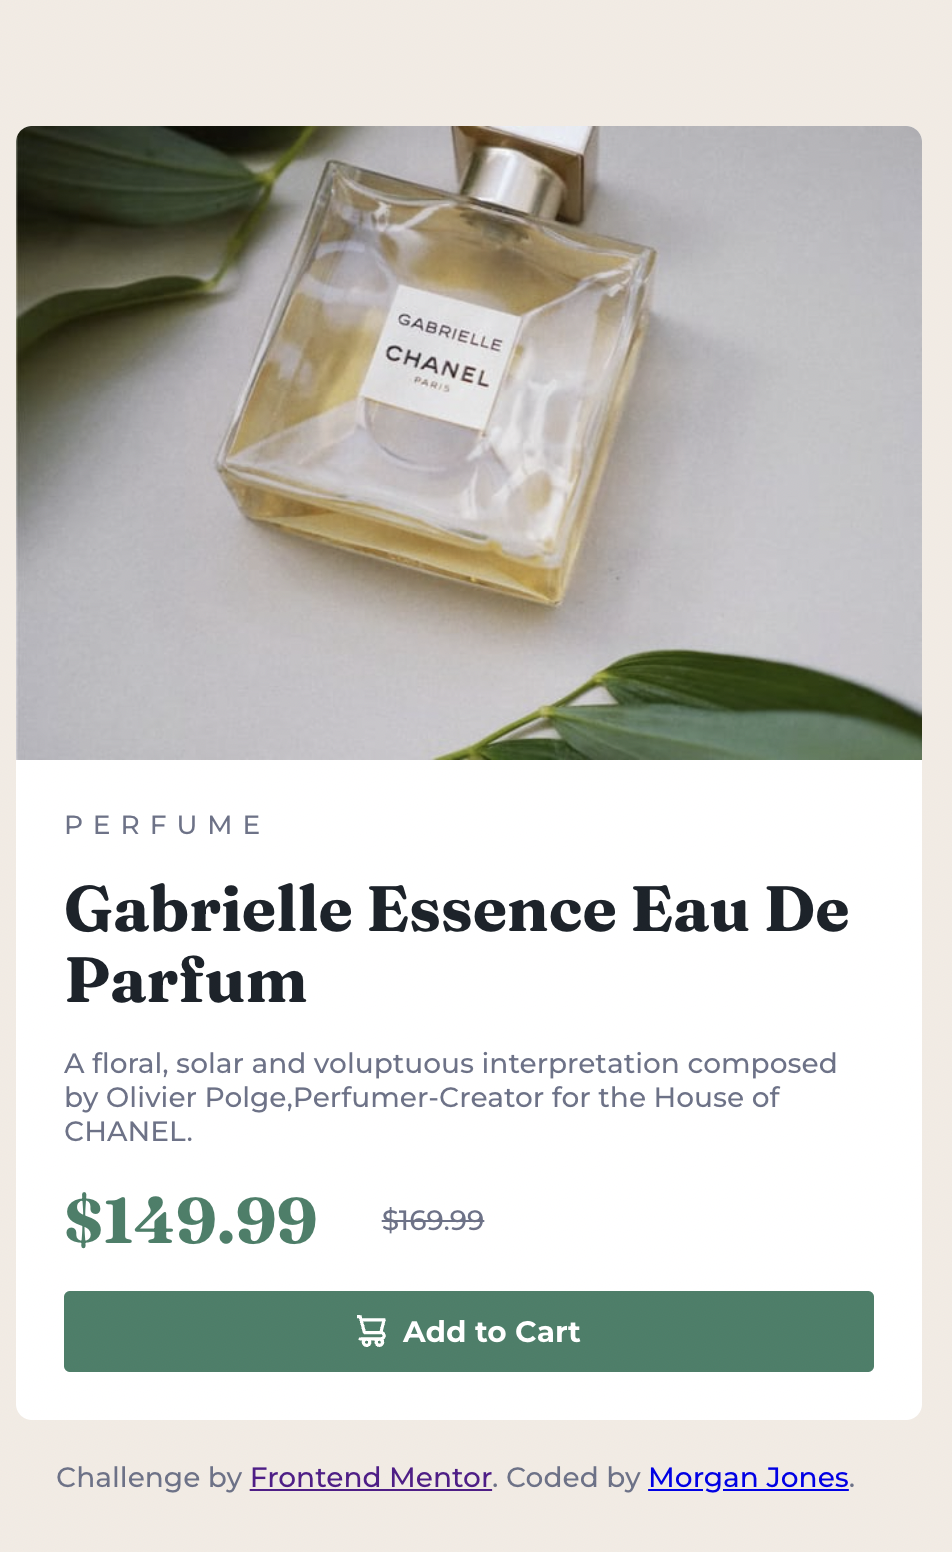 GABRIELLE
CHANEL
PARIS
PERFUME
Gabrielle Essence Eau De
Parfum
A floral, solar and voluptuous interpretation composed
by Olivier Polge,Perfumer-Creator for the House of
CHANEL.
$149.99 $169.99
Add to Cart
Challenge by Frontend Mentor. Coded by Morgan Jones.